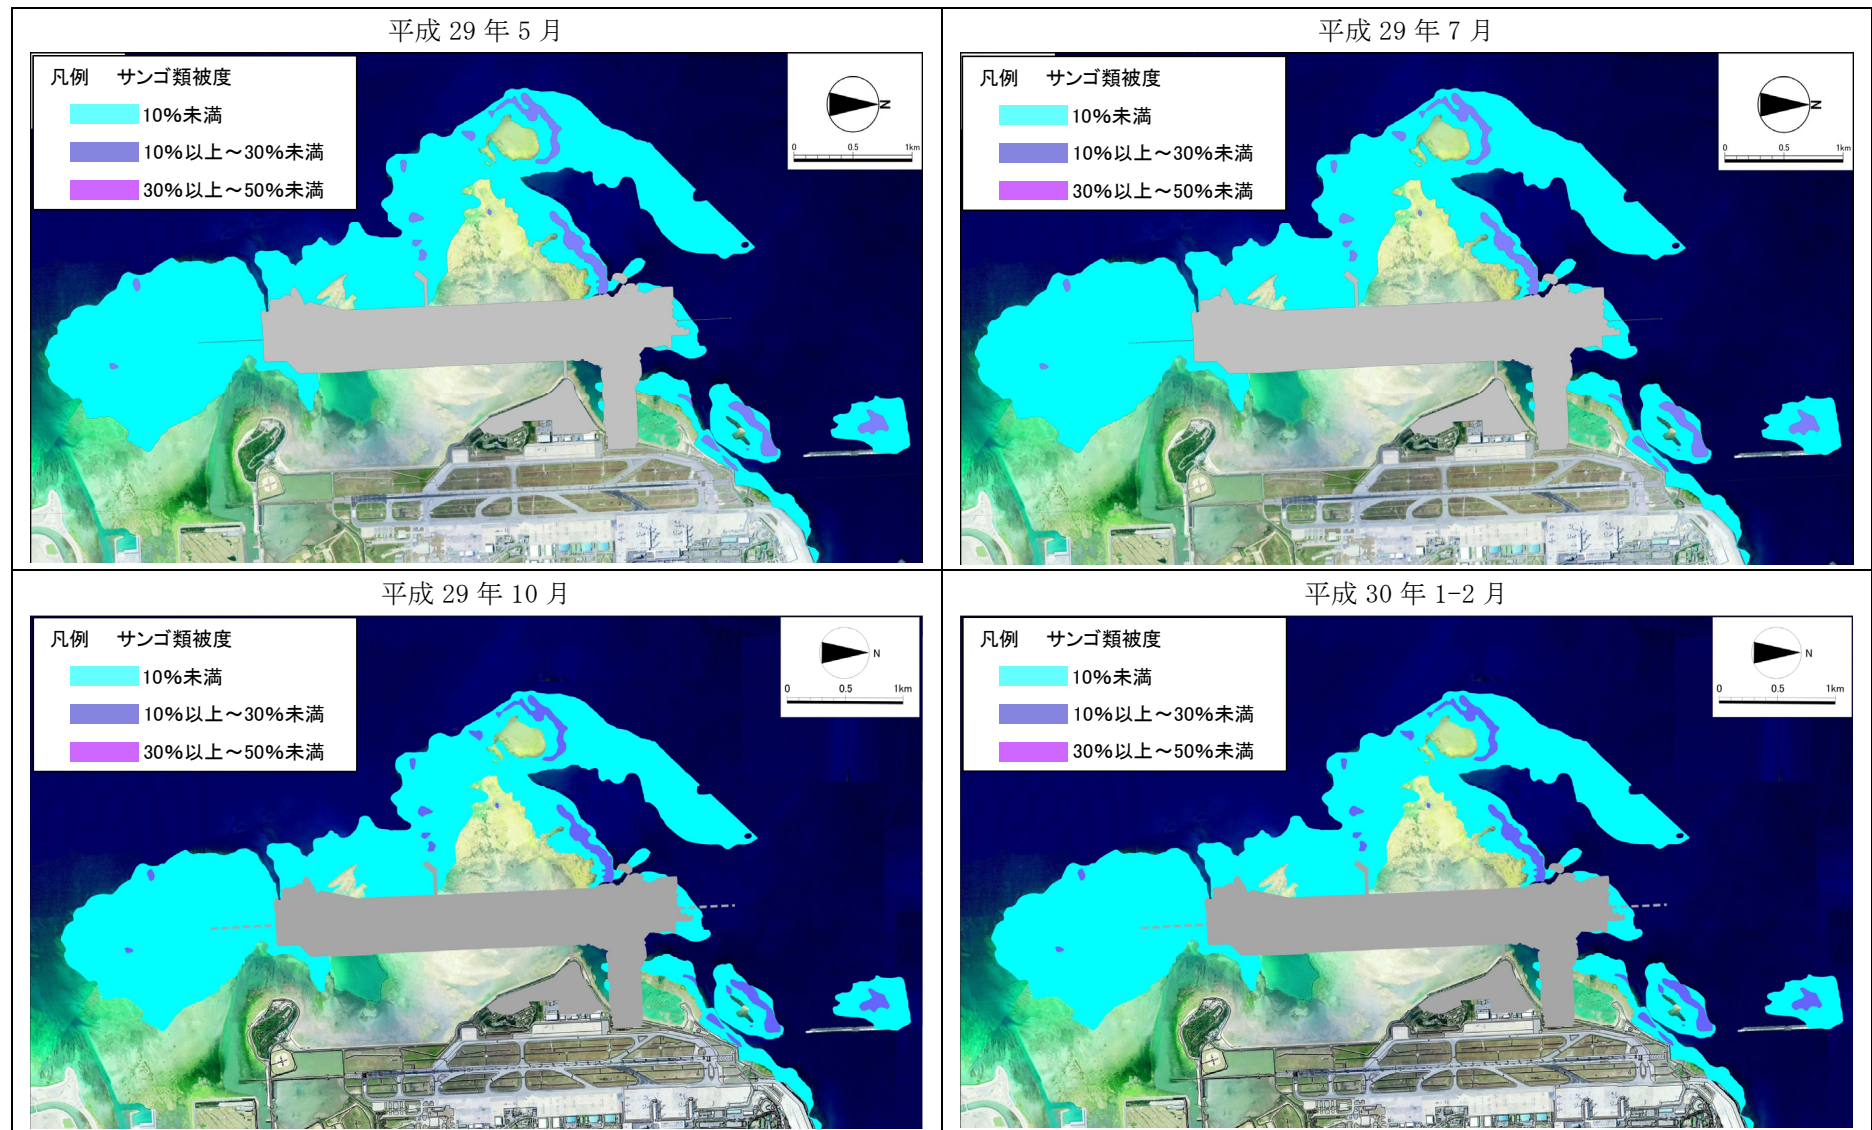 平成 29 年 5 月
凡例 サンゴ類被度
10%未満
10%以上～30%未満
30%以上～50%未満
N
0 0.5 1km
平成 29 年 7 月
凡例 サンゴ類被度
10%未満
10%以上～30%未満
30%以上～50%未満
N
0 0.5 1km
平成 29 年 10 月
凡例 サンゴ類被度
10%未満
10%以上～30%未満
30%以上～50%未満
N
0 0.5 1km
平成 30 年 1-2 月
凡例 サンゴ類被度
10%未満
10%以上～30%未満
30%以上～50%未満
N
0 0.5 1km